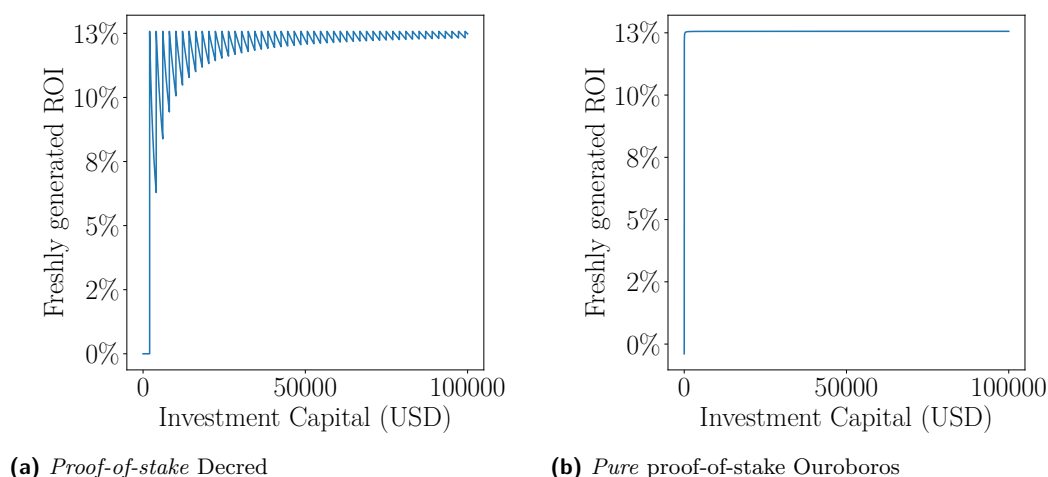 Freshly generated ROI
13%
10%
8%
5%
2%
0%
0 50000 100000
Investment Capital (USD)
(a) Proof-of-stake Decred
Freshly generated ROI
13%
10%
8%
5%
2%
0%
0 50000 100000
Investment Capital (USD)
(b) Pure proof-of-stake Ouroboros